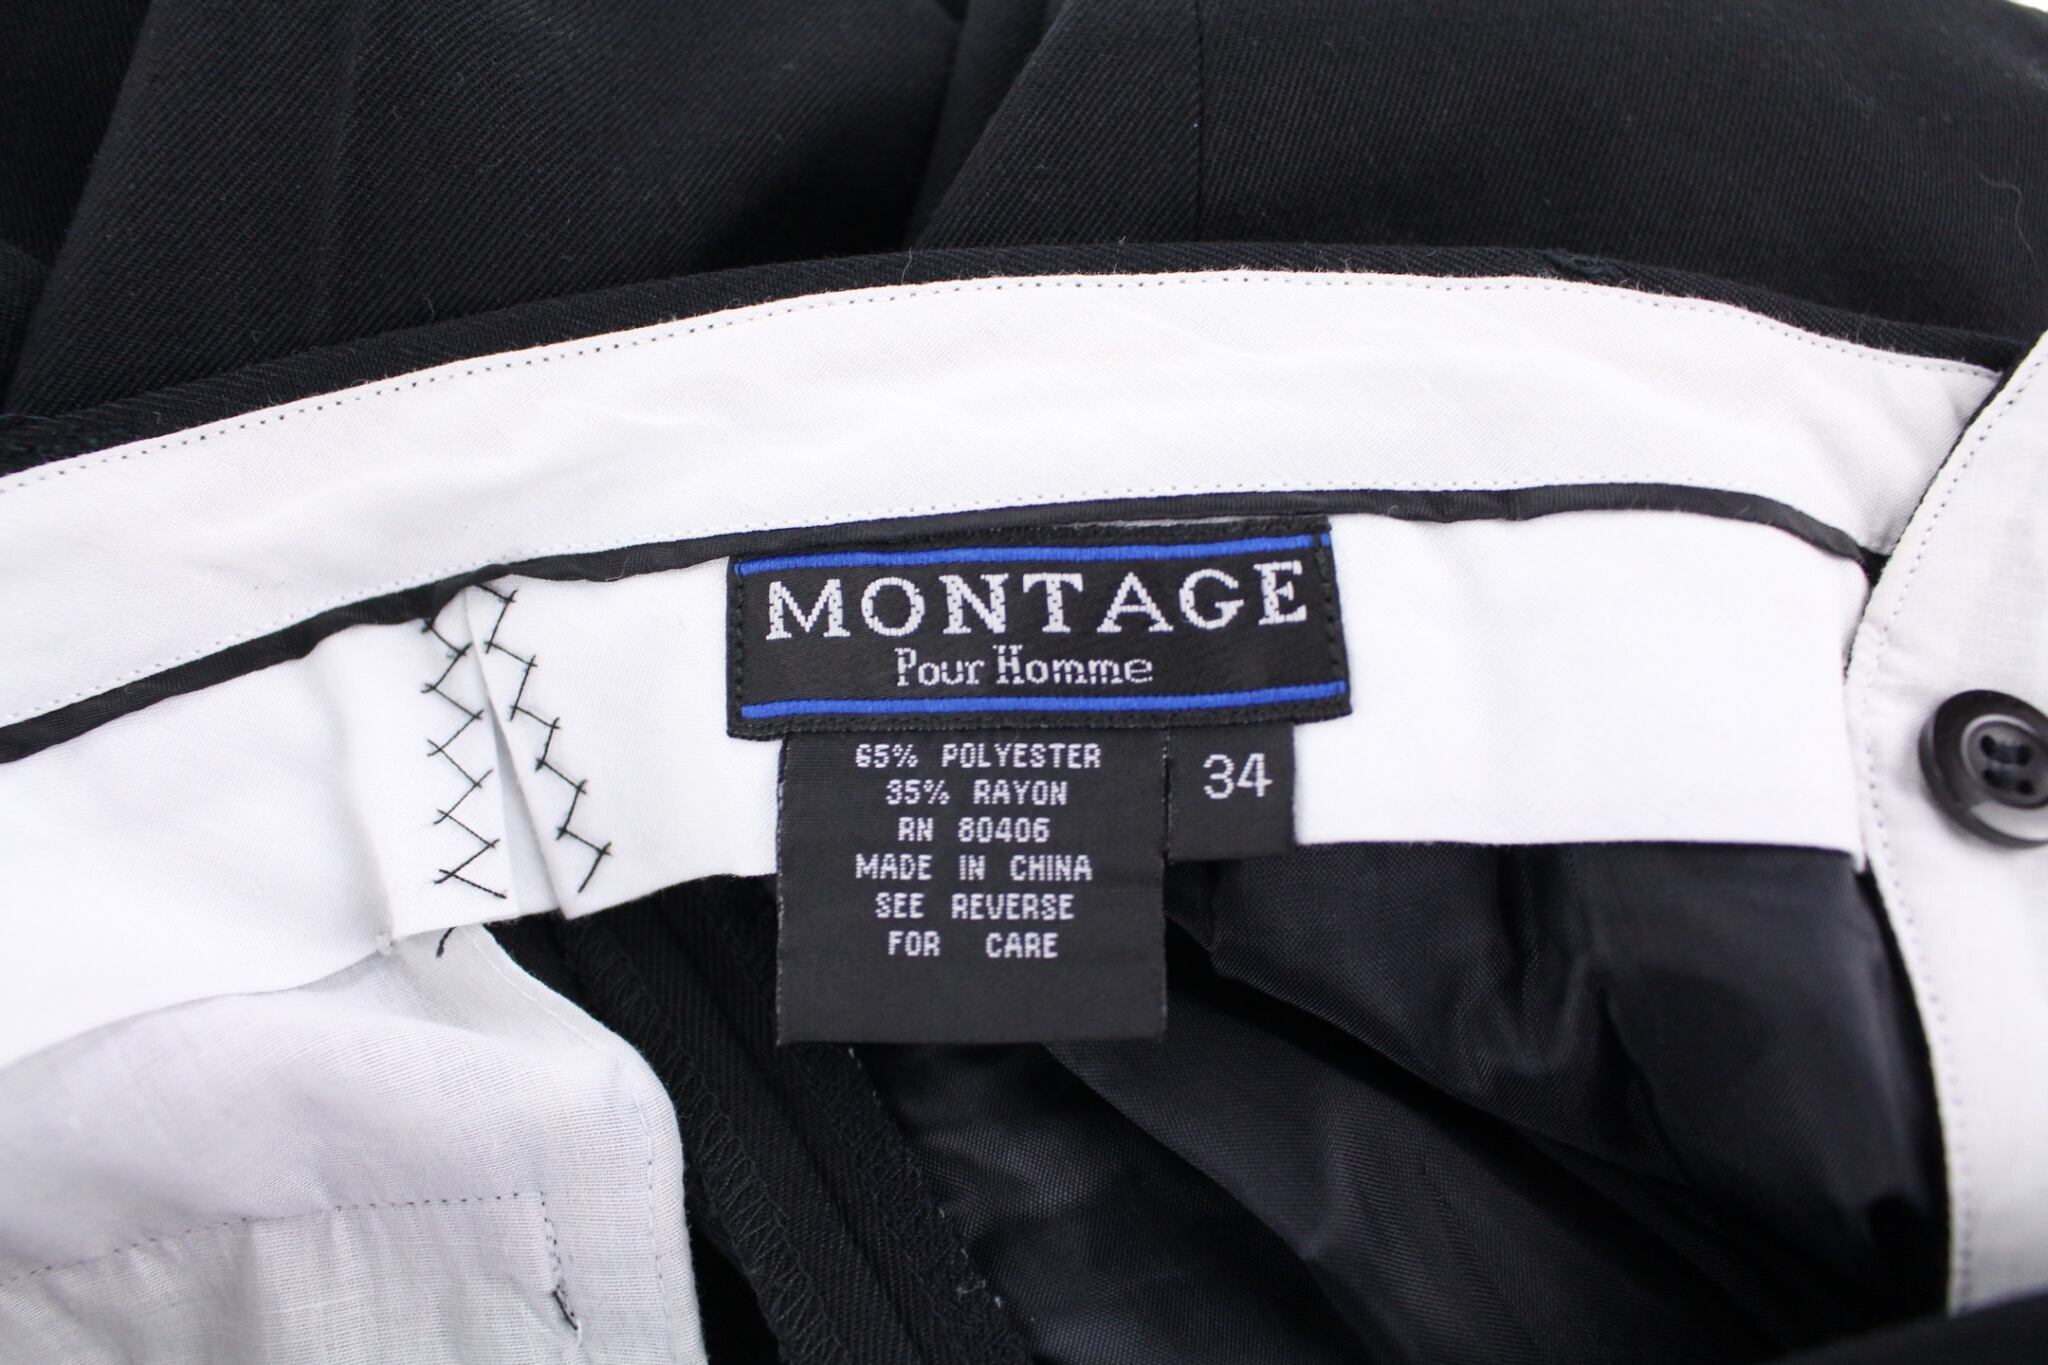 MONTAGE
Pour Homme
65% POLYESTER
35% RAYON
RN 80406
MADE IN CHINA
SEE REVERSE
FOR CARE
34